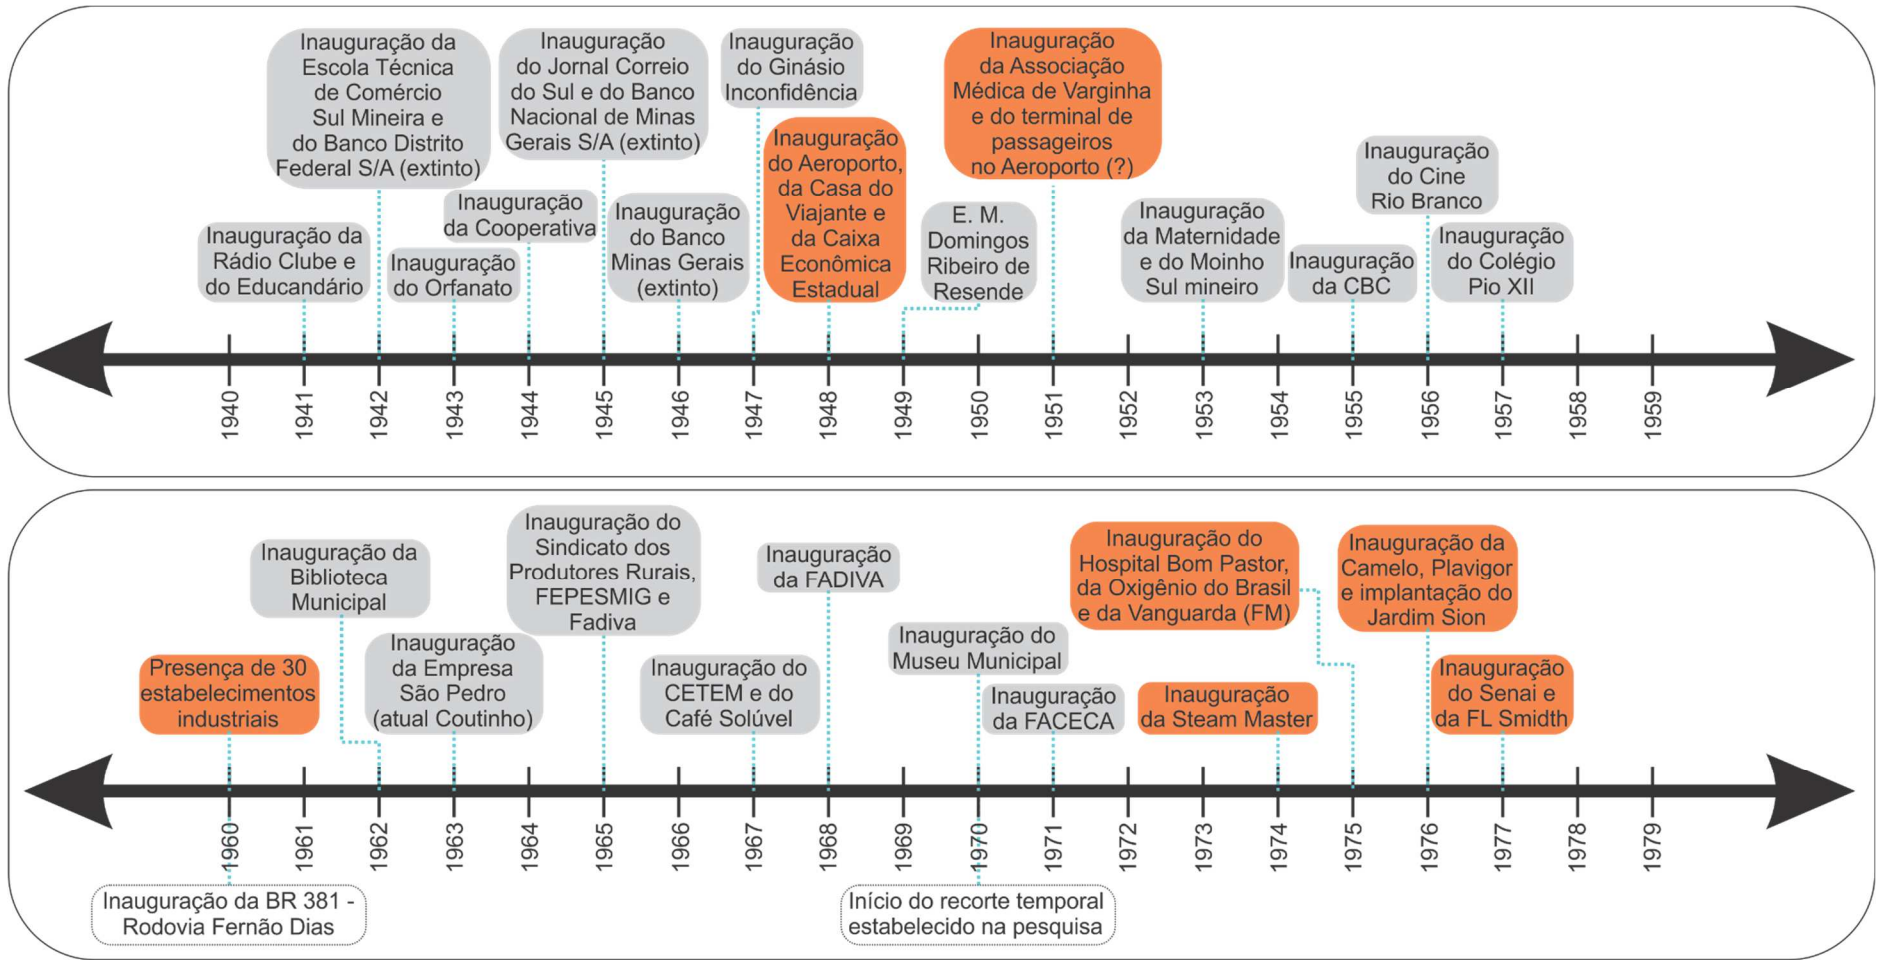 Inauguração da
Escola Técnica
de Comércio
Sul Mineira e
do Banco Distrito
Federal S/A (extinto)
Inauguração
do Jornal Correio
do Sul e do Banco
Nacional de Minas
Gerais S/A (extinto)
Inauguração
do Ginásio
Inconfidência
Inauguração
da Associação
Médica de Varginha
e do terminal de
passageiros
no Aeroporto (?)
Inauguração da
Rádio Clube e
do Educandário
Inauguração
do Orfanato
Inauguração
da Cooperativa
Inauguração
do Banco
Minas Gerais
(extinto)
Inauguração
do Aeroporto,
da Casa do
Viajante e
da Caixa
Econômica
Estadual
E. M.
Domingos
Ribeiro de
Resende
Inauguração
da Maternidade
e do Moinho
Sul mineiro
Inauguração
da CBC
Inauguração
do Cine
Rio Branco
Inauguração
do Colégio
Pio XII
1940
1941
1942
1943
1944
1945
1946
1947
1948
1949
1950
1951
1952
1953
1954
1955
1956
1957
1958
1959
Presença de 30
estabelecimentos
industriais
Inauguração da
Biblioteca
Municipal
Inauguração
da Empresa
São Pedro
(atual Coutinho)
Inauguração do
Sindicato dos
Produtores Rurais,
FEPESMIG e
Fadiva
Inauguração do
CETEM e do
Café Solúvel
Inauguração
da FADIVA
Inauguração do
Museu Municipal
Inauguração
da FACECA
Inauguração do
Hospital Bom Pastor,
da Oxigênio do Brasil
e da Vanguarda (FM)
Inauguração
da Steam Master
Inauguração da
Camelo, Plavigor
e implantação do
Jardim Sion
Inauguração
do Senai e
da FL Smidth
1960
1961
1962
1963
1964
1965
1966
1967
1968
1969
1970
1971
1972
1973
1974
1975
1976
1977
1978
1979
Inauguração da BR 381 -
Rodovia Fernão Dias
Início do recorte temporal
estabelecido na pesquisa